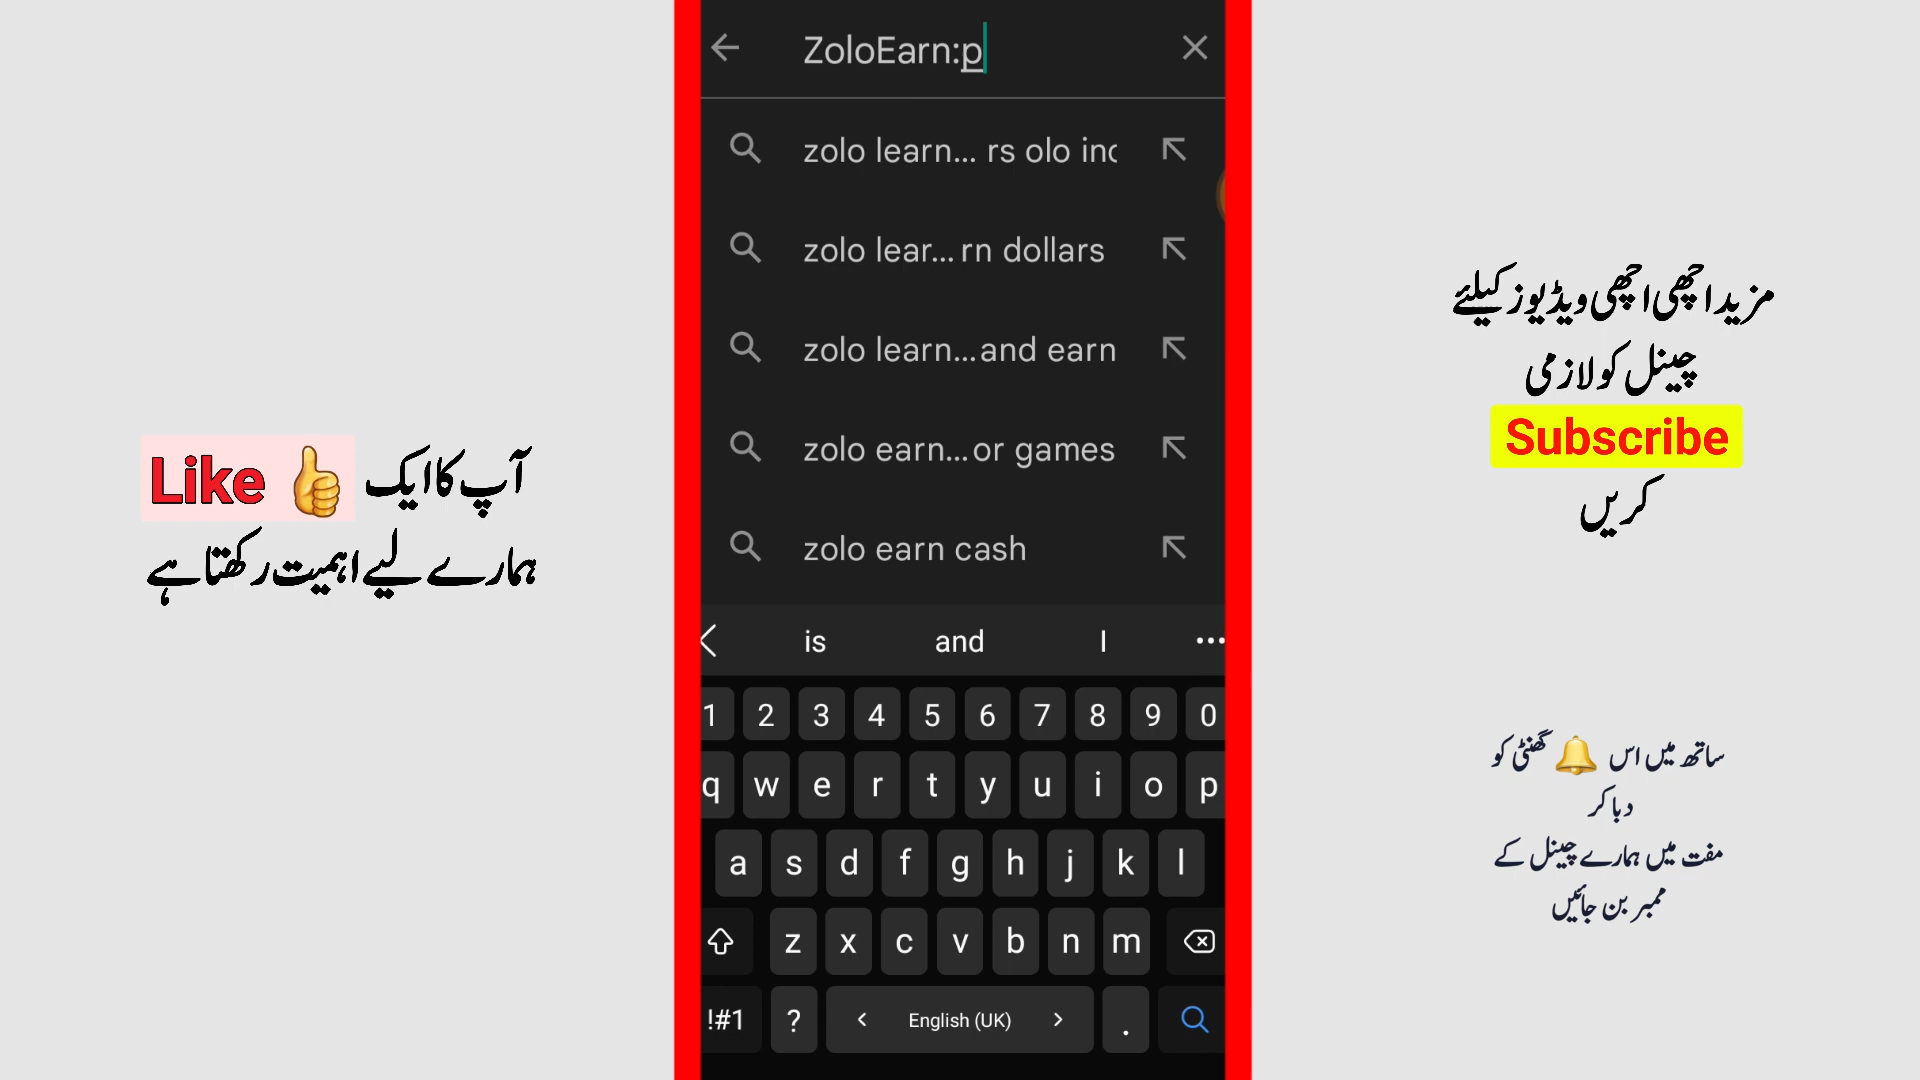 آپ کا ایک Like 👍
ہمارے لیے اہمیت رکھتا ہے
ZoloEarn:p
zolo learn... rs olo inc
zolo lear... rn dollars
zolo learn...and earn
zolo earn...or games
zolo earn cash
is and I ...
1 2 3 4 5 6 7 8 9 0
q w e r t y u i o p
a s d f g h j k l
z x c v b n m
!#1 ? < English (UK) > .
مزید اچھی اچھی ویڈیوز کیلئے
چینل کو لازمی
Subscribe
کریں
ساتھ میں اس 🔔 گھنٹی کو
دبا کر
مفت میں ہمارے چینل کے
ممبر بن جائیں